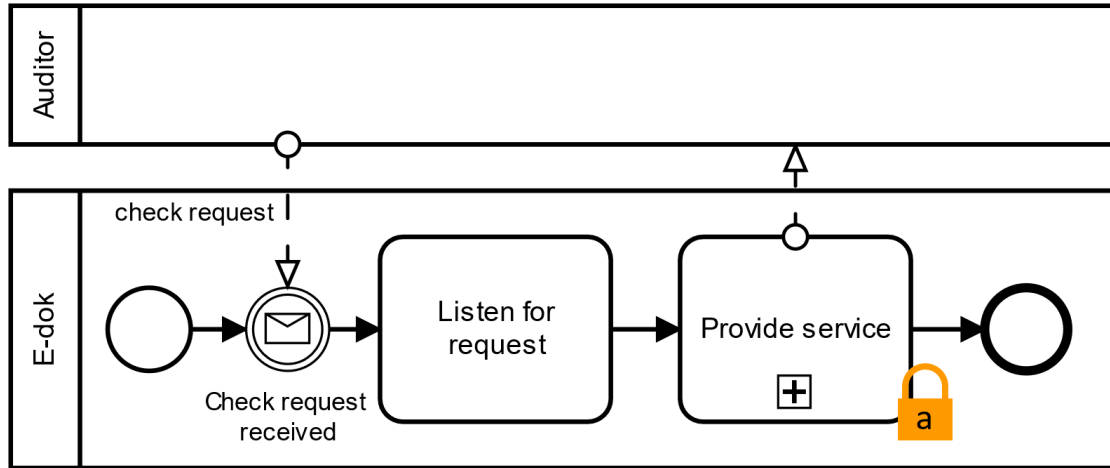 Auditor
check request
E-dok
Check request
received
Listen for
request
Provide service
a